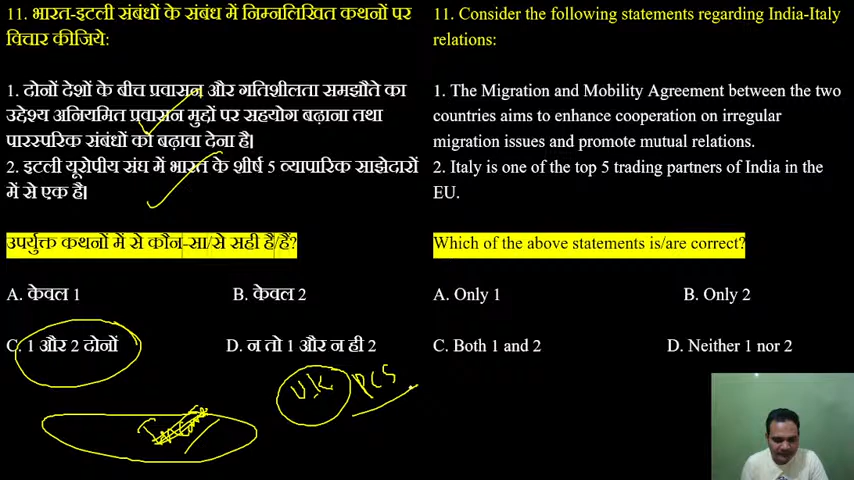 11. भारत-इटली संबंधों के संबंध में निम्नलिखित कथनों पर
विचार कीजिये:
1. दोनों देशों के बीच प्रवासन और गतिशीलता समझौते का
उद्देश्य अनियमित प्रवासन मुद्दों पर सहयोग बढ़ाना तथा
पारस्परिक संबंधों को बढ़ावा देना है।
2. इटली यूरोपीय संघ में भारत के शीर्ष 5 व्यापारिक साझेदारों
में से एक है।
उपर्युक्त कथनों में से कौन-सा/से सही है/हैं?
A. केवल 1
B. केवल 2
C. 1 और 2 दोनों
D. न तो 1 और न ही 2
U.K PCS
11. Consider the following statements regarding India-Italy
relations:
1. The Migration and Mobility Agreement between the two
countries aims to enhance cooperation on irregular
migration issues and promote mutual relations.
2. Italy is one of the top 5 trading partners of India in the
EU.
Which of the above statements is/are correct?
A. Only 1
B. Only 2
C. Both 1 and 2
D. Neither 1 nor 2